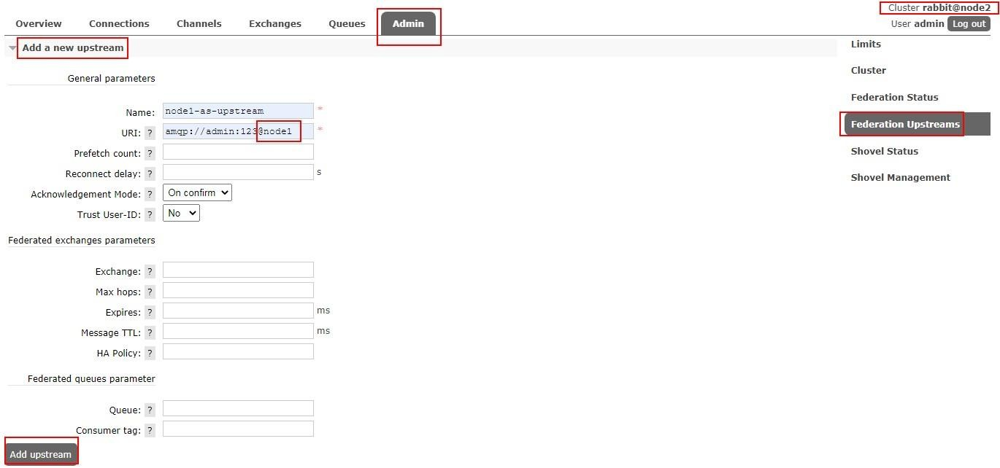 Cluster rabbit@node2
Overview Connections Channels Exchanges Queues Admin
User admin Log out
Add a new upstream
Limits
Cluster
Federation Status
Federation Upstreams
Shovel Status
Shovel Management
General parameters
Name: node1-as-upstream *
URI: ? amqp://admin:123@node1 *
Prefetch count: ?
Reconnect delay: ? s
Acknowledgement Mode: ? On confirm
Trust User-ID: ? No
Federated exchanges parameters
Exchange: ?
Max hops: ?
Expires: ? ms
Message TTL: ? ms
HA Policy: ?
Federated queues parameter
Queue: ?
Consumer tag: ?
Add upstream